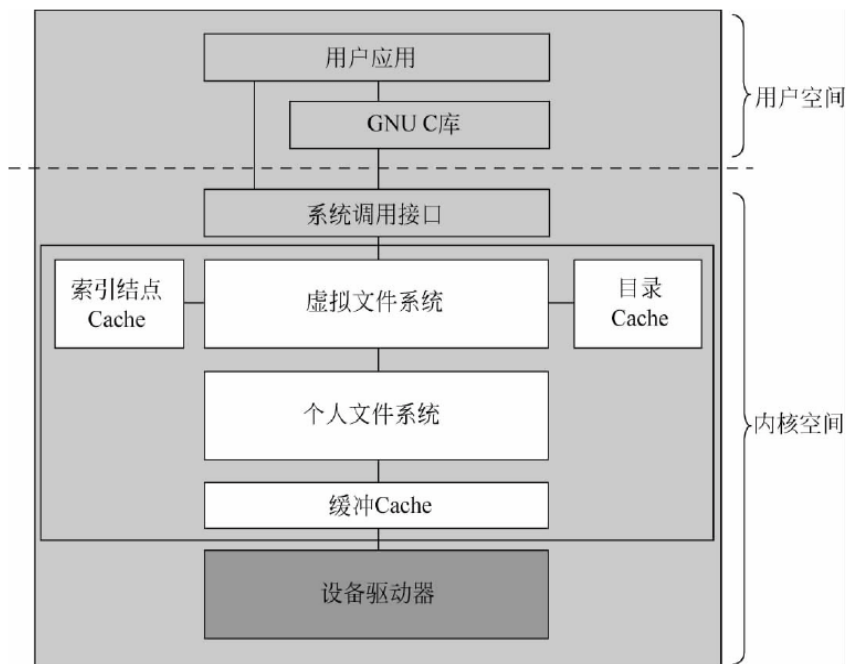 用户应用
GNU C库
用户空间
系统调用接口
索引结点
Cache
虚拟文件系统
目录
Cache
个人文件系统
内核空间
缓冲Cache
设备驱动器